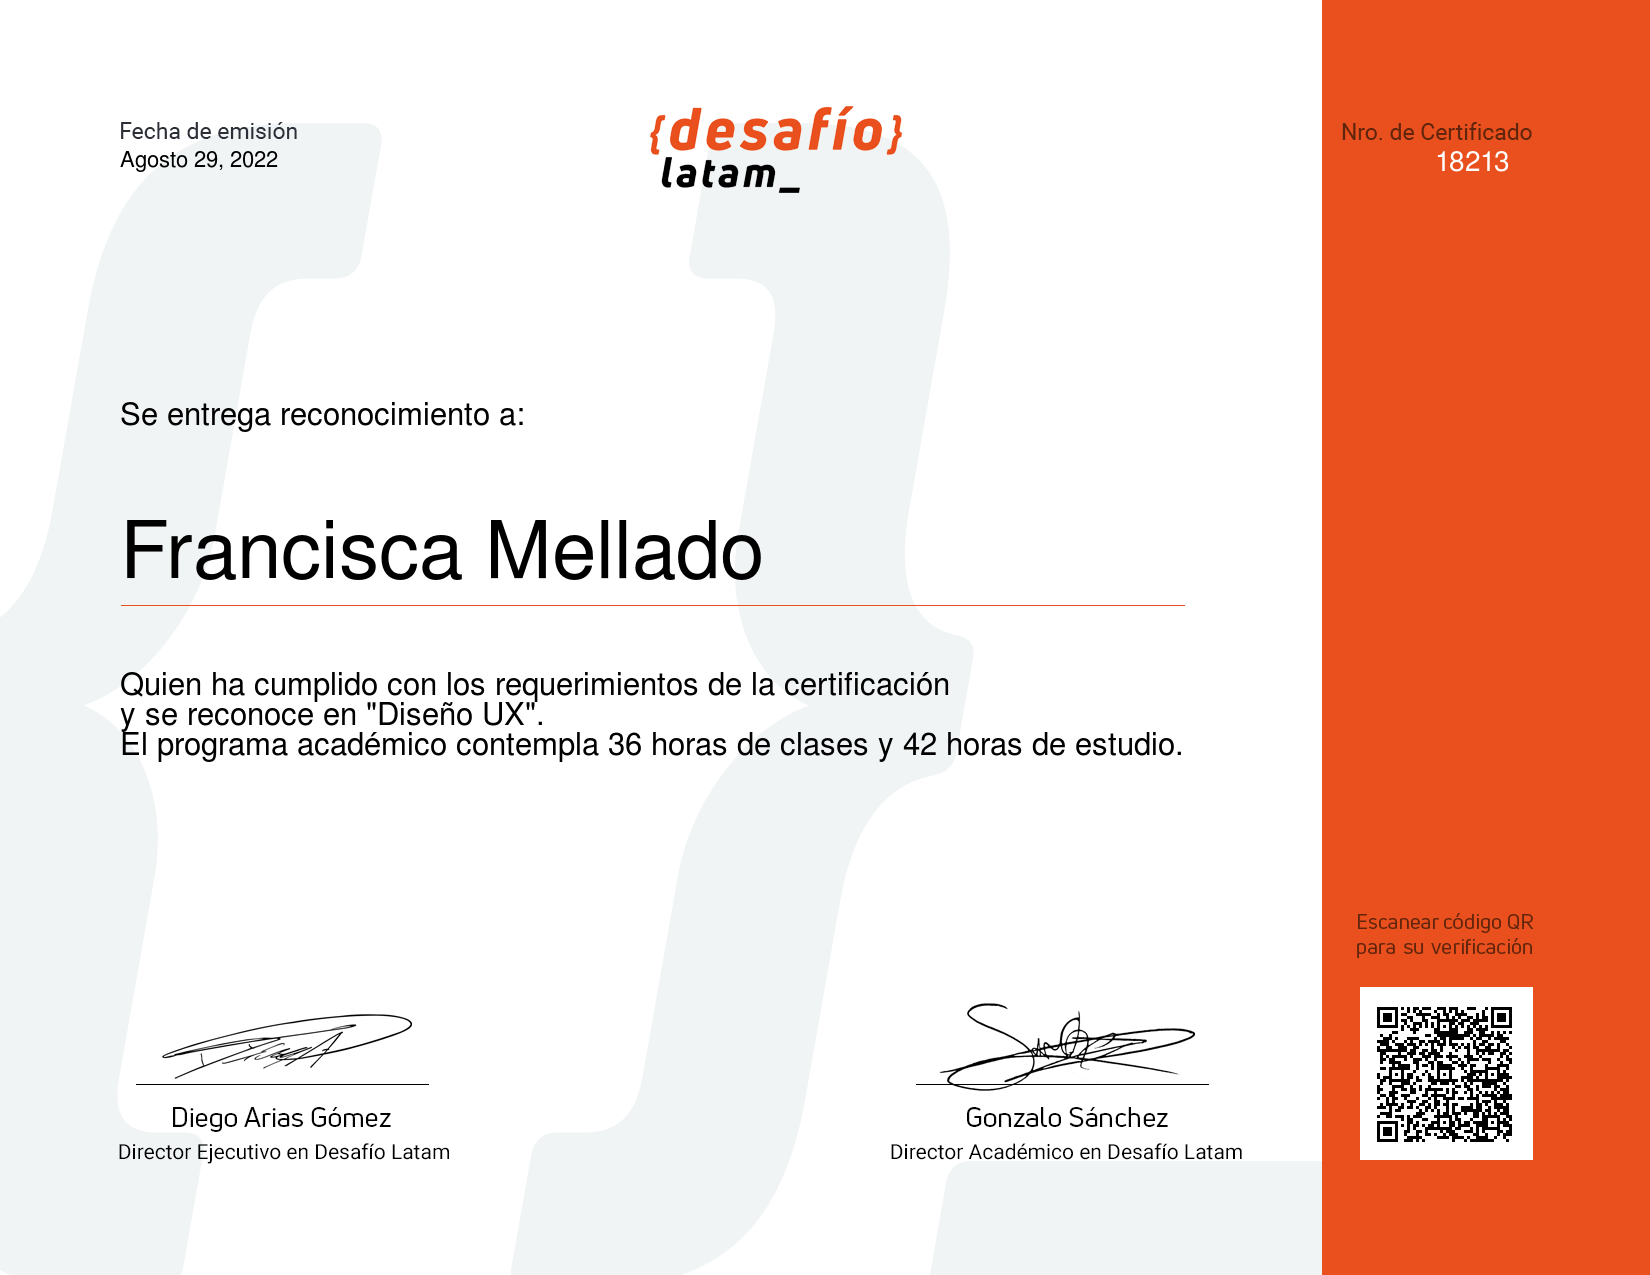 Fecha de emisión
Agosto 29, 2022
{desafío}
latam_
Nro. de Certificado
18213
Se entrega reconocimiento a:
Francisca Mellado
Quien ha cumplido con los requerimientos de la certificación
y se reconoce en "Diseño UX".
El programa académico contempla 36 horas de clases y 42 horas de estudio.
Escanear código QR
para su verificación
Diego Arias Gómez
Director Ejecutivo en Desafío Latam
Gonzalo Sánchez
Director Académico en Desafío Latam